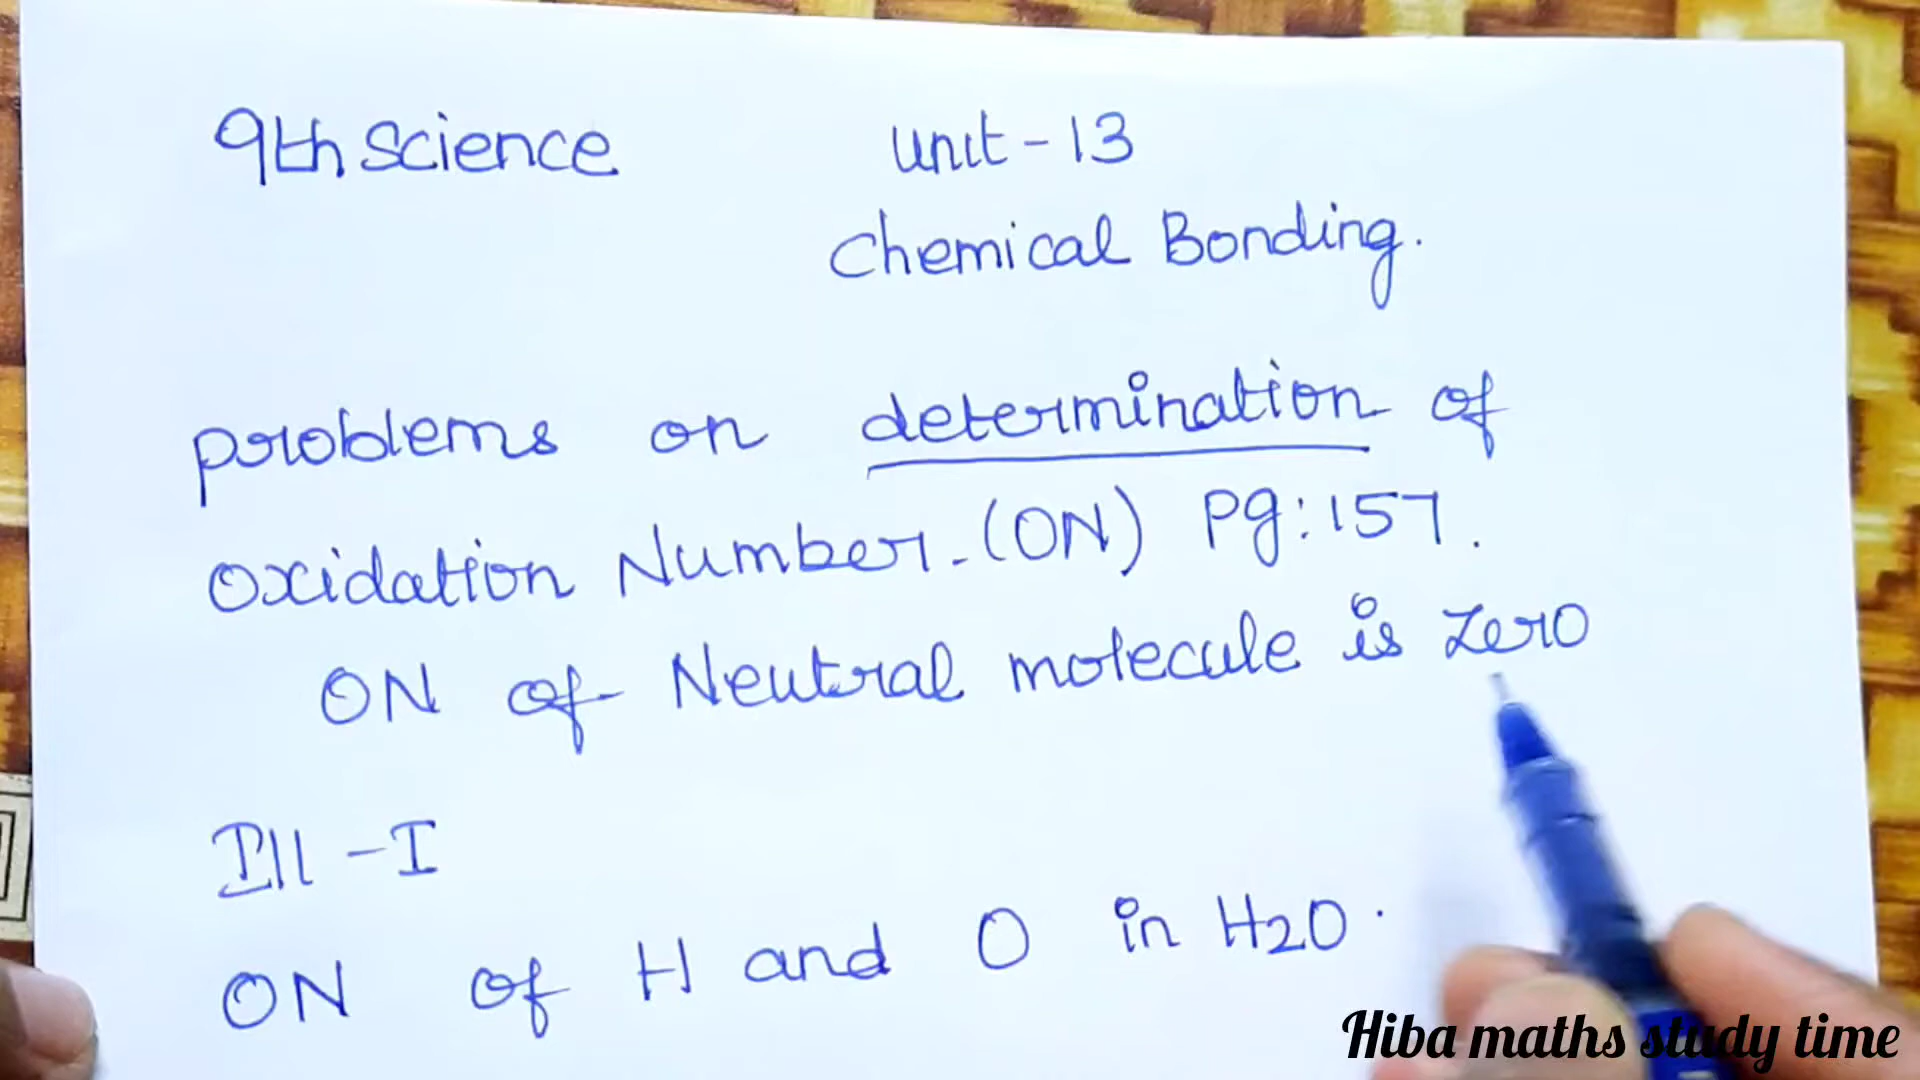 9th Science Unit - 13
Chemical Bonding.
problems on determination of
Oxidation Number - (ON) Pg: 157.
ON of Neutral molecule is Zero
Ill - I
ON of H and O in H2O.
Hiba maths study time